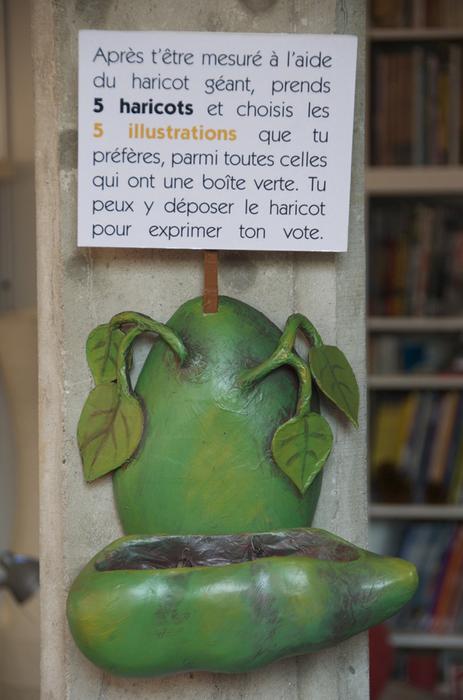 Après t'être mesuré à l'aide
du haricot géant, prends
5 haricots et choisis les
5 illustrations que tu
préfères, parmi toutes celles
qui ont une boîte verte. Tu
peux y déposer le haricot
pour exprimer ton vote.